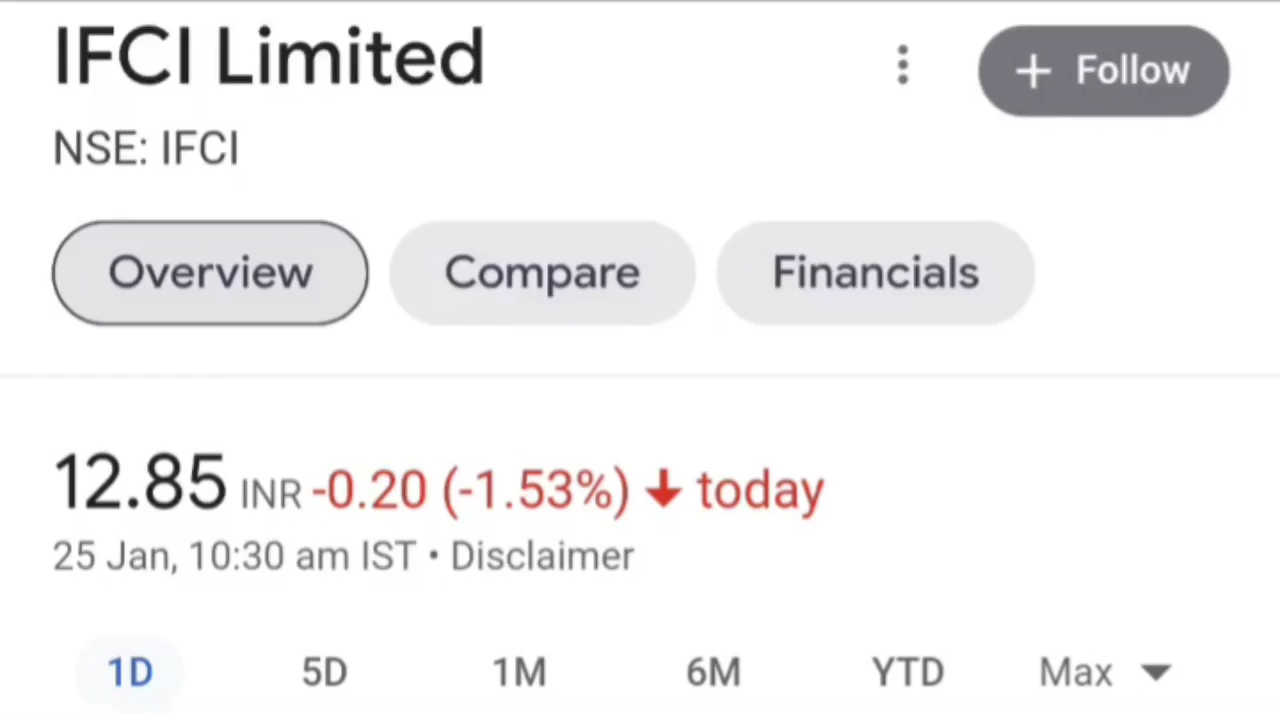 IFCI Limited
+ Follow
NSE: IFCI
Overview Compare Financials
12.85 INR -0.20 (-1.53%) ↓ today
25 Jan, 10:30 am IST • Disclaimer
1D 5D 1M 6M YTD Max